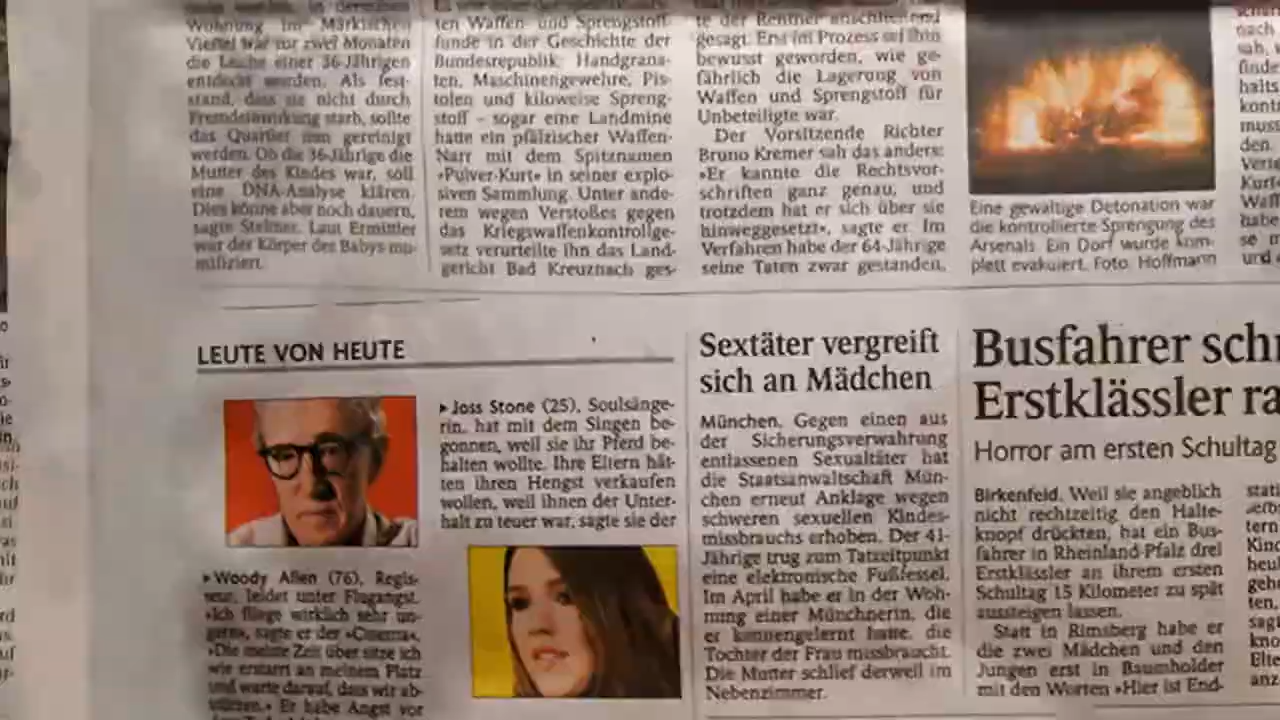 Wohnung im Märkischen
Viertel war vor zwei Monaten
die Leiche einer 36-Jährigen
entdeckt worden. Als fest-
stand, dass sie nicht durch
Fremdeinwirkung starb, sollte
das Quartier nun gereinigt
werden. Ob die 36-Jährige die
Mutter des Kindes war, soll
eine DNA-Analyse klären.
Dies könne aber noch dauern,
sagte Steltner. Laut Ermittler
war der Körper des Babys mu-
mifiziert.
ten Waffen- und Sprengstoff-
funde in der Geschichte der
Bundesrepublik: Handgrana-
ten, Maschinengewehre, Pis-
tolen und kiloweise Spreng-
stoff – sogar eine Landmine
hatte ein pfälzischer Waffen-
Narr mit dem Spitznamen
»Pulver-Kurt« in seiner explo-
siven Sammlung. Unter ande-
rem wegen Verstoßes gegen
das Kriegswaffenkontrollge-
setz verurteilte ihn das Land-
gericht Bad Kreuznach ges-
te der Rentner anschließend
gesagt. Erst im Prozess sei ihm
bewusst geworden, wie ge-
fährlich die Lagerung von
Waffen und Sprengstoff für
Unbeteiligte war.
Der Vorsitzende Richter
Bruno Kremer sah das anders:
»Er kannte die Rechtsvor-
schriften ganz genau, und
trotzdem hat er sich über sie
hinweggesetzt«, sagte er. Im
Verfahren habe der 64-Jährige
seine Taten zwar gestanden,
Eine gewaltige Detonation war
die kontrollierte Sprengung des
Arsenals. Ein Dorf wurde kom-
plett evakuiert. Foto: Hoffmann
LEUTE VON HEUTE
▸Woody Allen (76), Regis-
seur, leidet unter Flugangst.
»Ich fliege wirklich sehr un-
gern«, sagte er der »Cinema«.
»Die meiste Zeit über sitze ich
wie erstarrt an meinem Platz
und warte darauf, dass wir ab-
stürzen.« Er habe Angst vor
▸Joss Stone (25), Soulsänge-
rin, hat mit dem Singen be-
gonnen, weil sie ihr Pferd be-
halten wollte. Ihre Eltern hät-
ten ihren Hengst verkaufen
wollen, weil ihnen der Unter-
halt zu teuer war, sagte sie der
Sextäter vergreift
sich an Mädchen
München. Gegen einen aus
der Sicherungsverwahrung
entlassenen Sexualtäter hat
die Staatsanwaltschaft Mün-
chen erneut Anklage wegen
schweren sexuellen Kindes-
missbrauchs erhoben. Der 41-
Jährige trug zum Tatzeitpunkt
eine elektronische Fußfessel.
Im April habe er in der Woh-
nung einer Münchnerin, die
er kennengelernt hatte, die
Tochter der Frau missbraucht.
Die Mutter schlief derweil im
Nebenzimmer.
Busfahrer sch
Erstklässler ra
Horror am ersten Schultag
Birkenfeld. Weil sie angeblich
nicht rechtzeitig den Halte-
knopf drückten, hat ein Bus-
fahrer in Rheinland-Pfalz drei
Erstklässler an ihrem ersten
Schultag 15 Kilometer zu spät
aussteigen lassen.
Statt in Rimsberg habe er
die zwei Mädchen und den
Jungen erst in Baumholder
mit den Worten »Hier ist End-